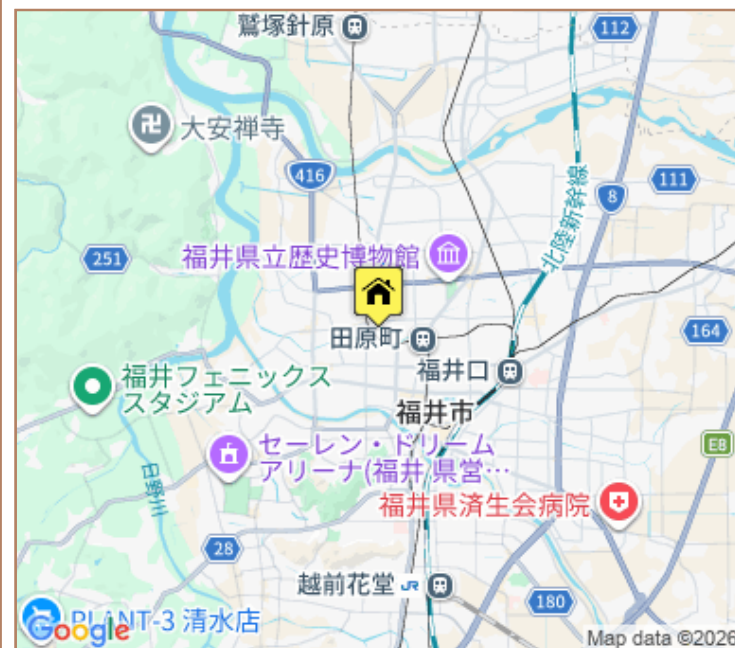 鷲塚針原
112
大安禅寺
416
111
8
北陸新幹線
251
福井県立歴史博物館
田原町
164
福井口
福井フェニックス
スタジアム
福井市
セーレン・ドリーム
アリーナ(福井 県営…
E8
日野川
福井県済生会病院
28
越前花堂
JR
180
PLANT-3 清水店
Google
Map data ©2026